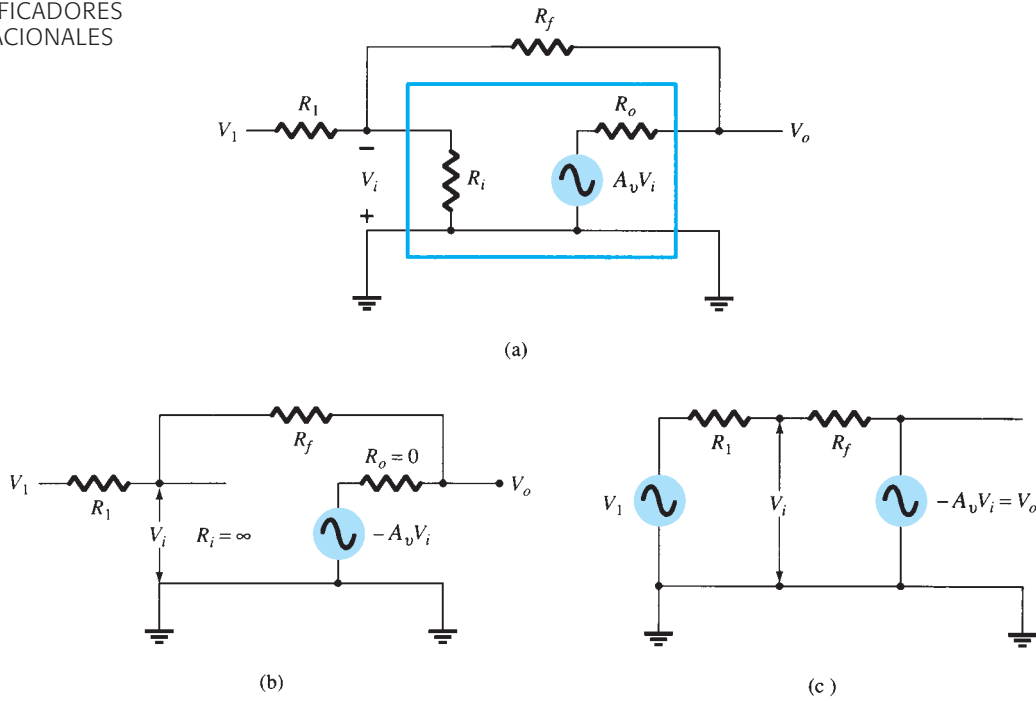 FICADORES
ACIONALES
R_f
R_1
R_o
V_1
−
V_o
V_i
R_i
A_vV_i
+
(a)
R_f
R_1
R_f
R_o = 0
V_1
V_o
R_1
V_1
V_i
−A_vV_i = V_o
V_i
R_i = ∞
−A_vV_i
(b)
(c )